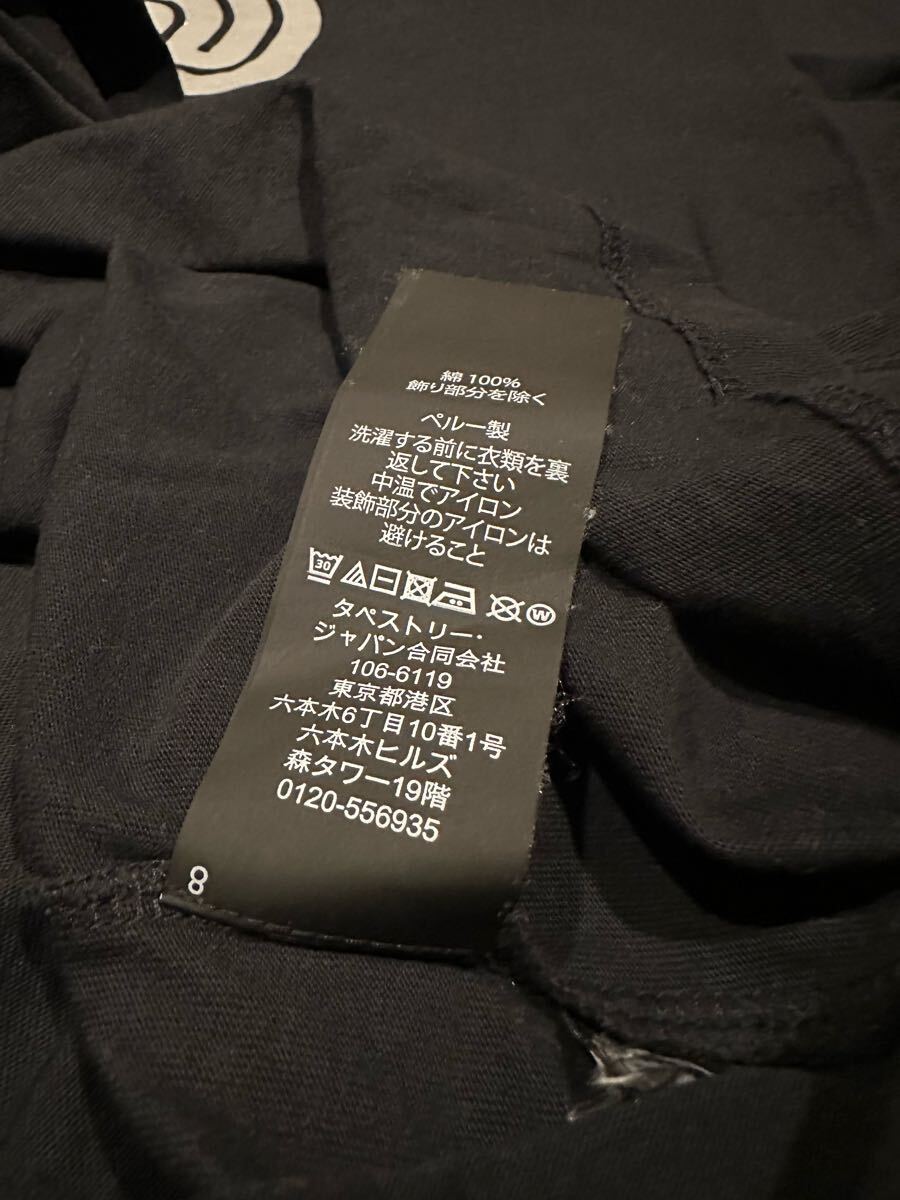 綿 100%
飾り部分を除く
ペルー製
洗濯する前に衣類を裏
返して下さい
中温でアイロン
装飾部分のアイロンは
避けること
30
W
タペストリー・
ジャパン合同会社
106-6119
東京都港区
六本木6丁目10番1号
六本木ヒルズ
森タワー19階
0120-556935
8